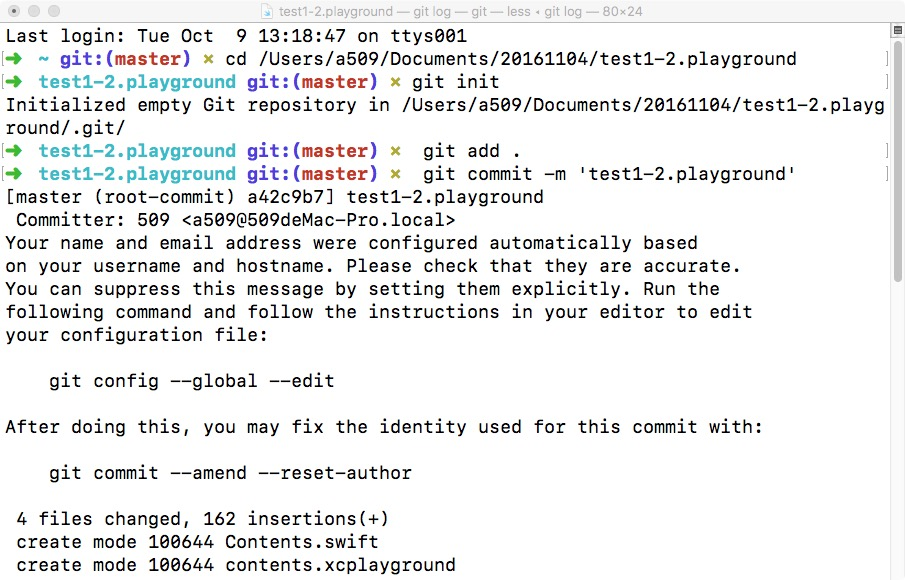 test1-2.playground — git log — git — less ◂ git log — 80×24
Last login: Tue Oct  9 13:18:47 on ttys001
➜  ~ git:(master) ✗ cd /Users/a509/Documents/20161104/test1-2.playground
➜  test1-2.playground git:(master) ✗ git init
Initialized empty Git repository in /Users/a509/Documents/20161104/test1-2.playg
round/.git/
➜  test1-2.playground git:(master) ✗  git add .
➜  test1-2.playground git:(master) ✗  git commit -m 'test1-2.playground'
[master (root-commit) a42c9b7] test1-2.playground
 Committer: 509 <a509@509deMac-Pro.local>
Your name and email address were configured automatically based
on your username and hostname. Please check that they are accurate.
You can suppress this message by setting them explicitly. Run the
following command and follow the instructions in your editor to edit
your configuration file:
    git config --global --edit
After doing this, you may fix the identity used for this commit with:
    git commit --amend --reset-author
 4 files changed, 162 insertions(+)
 create mode 100644 Contents.swift
 create mode 100644 contents.xcplayground